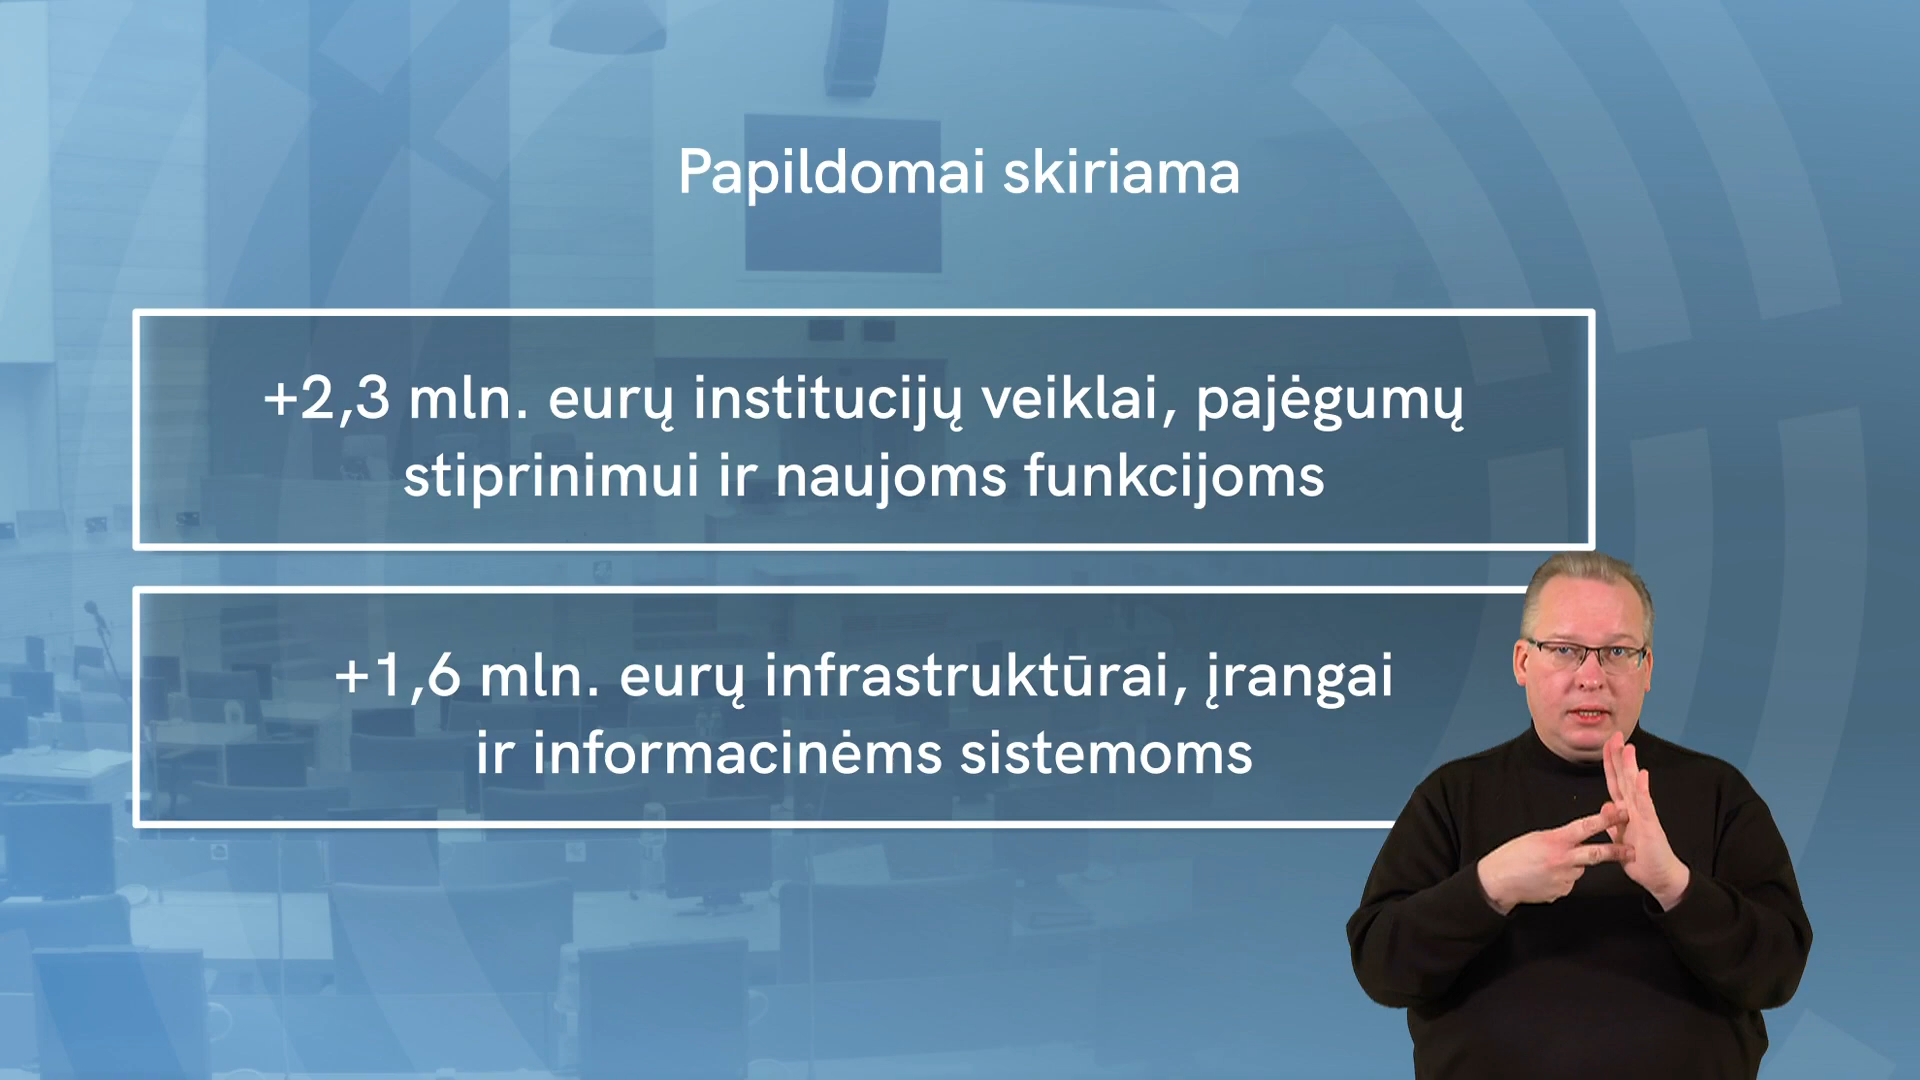 Papildomai skiriama
+2,3 mln. eurų institucijų veiklai, pajėgumų
stiprinimui ir naujoms funkcijoms
+1,6 mln. eurų infrastruktūrai, įrangai
ir informacinėms sistemoms